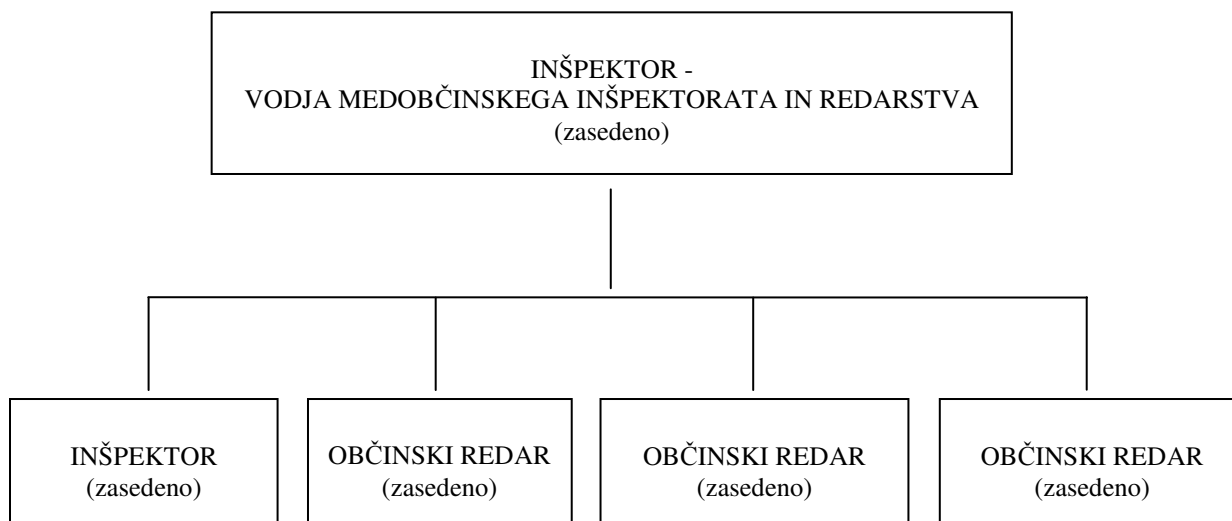 INŠPEKTOR -
VODJA MEDOBČINSKEGA INŠPEKTORATA IN REDARSTVA
(zasedeno)
INŠPEKTOR
(zasedeno)
OBČINSKI REDAR
(zasedeno)
OBČINSKI REDAR
(zasedeno)
OBČINSKI REDAR
(zasedeno)